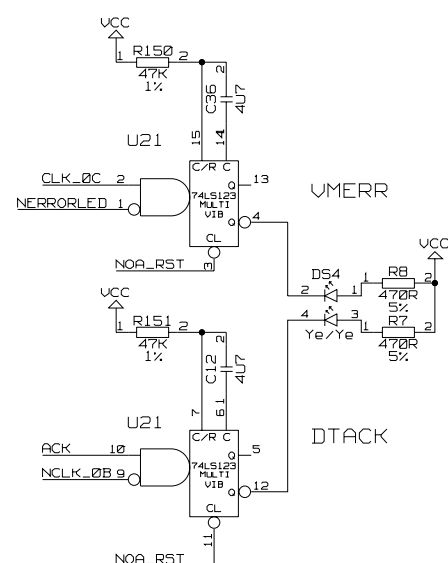 VCC
1 R150 2
47K
1%
2
C36
4U7
U21
15
14
C/R C
CLK_0C 2
Q 13
74LS123
MULTI
VIB
VMERR
NERRORLED 1
Q 4
CL
3
NOA_RST
VCC
DS4
R8
2 1
1 2
470R
5%
VCC
1 R151 2
47K
1%
4 3
Ye/Ye
1 R7 2
470R
5%
2
C12
4U7
7
6 1
U21
DTACK
C/R C
ACK 10
Q 5
74LS123
MULTI
VIB
NCLK_0B 9
Q 12
CL
11
NOA_RST